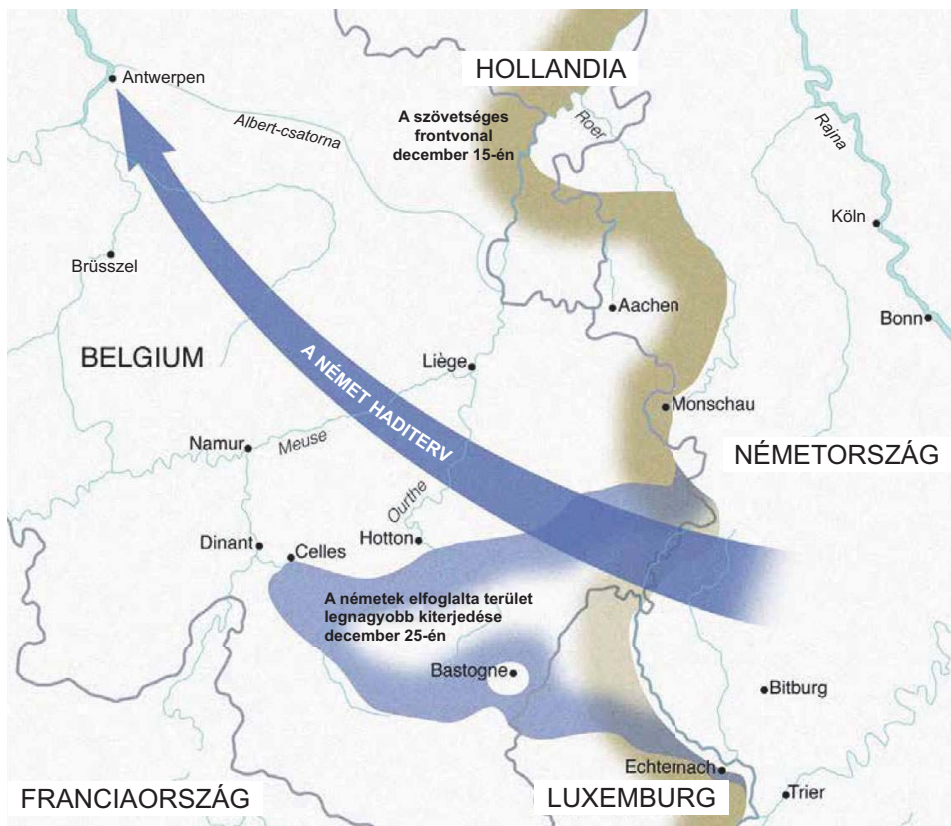 Antwerpen
HOLLANDIA
Albert-csatorna
A szövetséges
frontvonal
december 15-én
Roer
Rajna
Köln
Brüsszel
Aachen
Bonn
BELGIUM
Liège
A NÉMET HADITERV
Monschau
Namur
Meuse
NÉMETORSZÁG
Ourthe
Dinant
Celles
Hotton
A németek elfoglalta terület
legnagyobb kiterjedése
december 25-én
Bastogne
Bitburg
Echternach
FRANCIAORSZÁG
LUXEMBURG
Trier